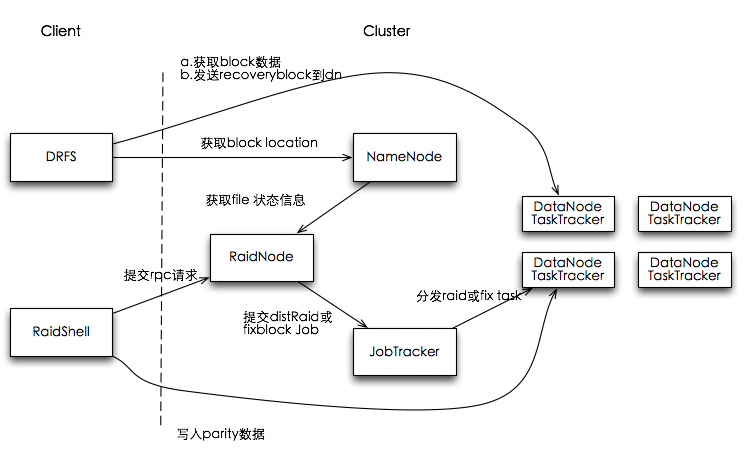 Client
Cluster
a.获取block数据
b.发送recoveryblock到dn
获取block location
DRFS
NameNode
获取file 状态信息
DataNode
TaskTracker
DataNode
TaskTracker
RaidNode
DataNode
TaskTracker
DataNode
TaskTracker
提交rpc请求
分发raid或fix task
提交distRaid或
fixblock Job
RaidShell
JobTracker
写入parity数据